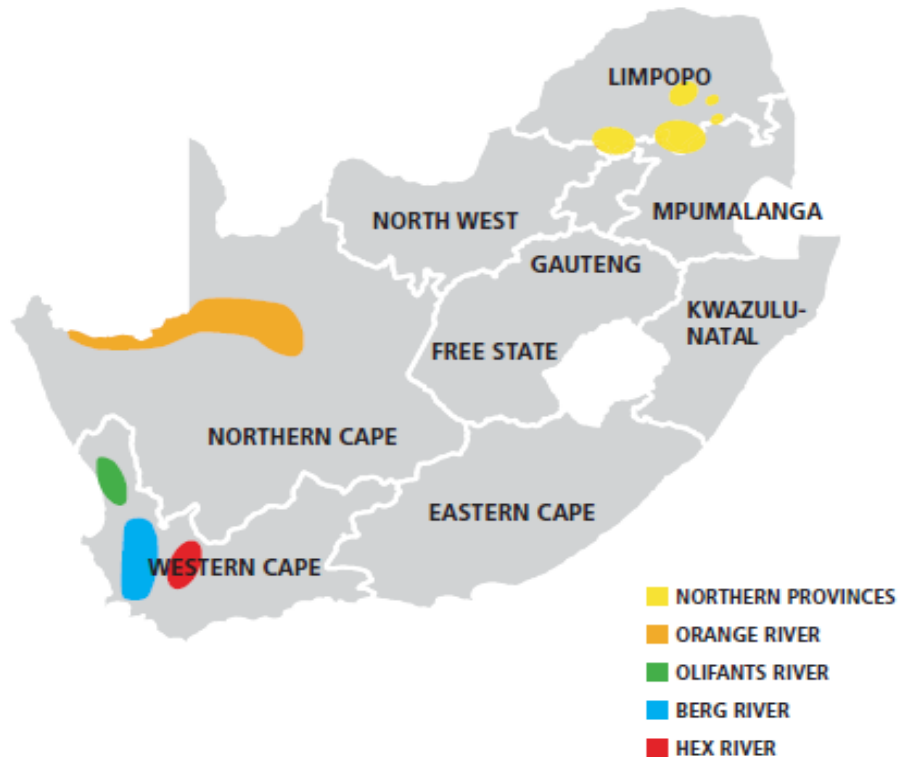 LIMPOPO
NORTH WEST
MPUMALANGA
GAUTENG
KWAZULU-
NATAL
FREE STATE
NORTHERN CAPE
EASTERN CAPE
WESTERN CAPE
NORTHERN PROVINCES
ORANGE RIVER
OLIFANTS RIVER
BERG RIVER
HEX RIVER